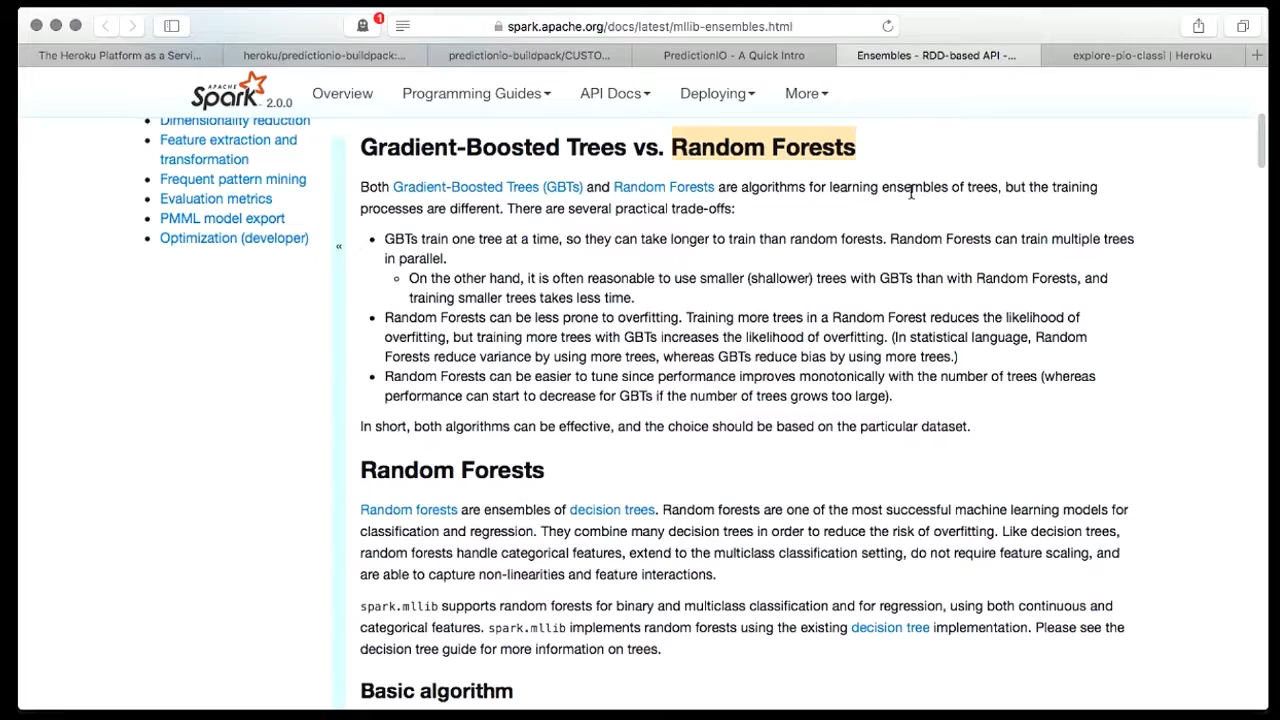 1
spark.apache.org/docs/latest/mllib-ensembles.html
The Heroku Platform as a Servi...
heroku/predictionio-buildpack:...
predictionio-buildpack/CUSTO...
PredictionIO - A Quick Intro
Ensembles - RDD-based API -...
explore-pio-classi | Heroku
APACHE Spark 2.0.0
Overview
Programming Guides
API Docs
Deploying
More
Dimensionality reduction
Feature extraction and
transformation
Frequent pattern mining
Evaluation metrics
PMML model export
Optimization (developer)
«
Gradient-Boosted Trees vs. Random Forests
Both Gradient-Boosted Trees (GBTs) and Random Forests are algorithms for learning ensembles of trees, but the training
processes are different. There are several practical trade-offs:
GBTs train one tree at a time, so they can take longer to train than random forests. Random Forests can train multiple trees
in parallel.
On the other hand, it is often reasonable to use smaller (shallower) trees with GBTs than with Random Forests, and
training smaller trees takes less time.
Random Forests can be less prone to overfitting. Training more trees in a Random Forest reduces the likelihood of
overfitting, but training more trees with GBTs increases the likelihood of overfitting. (In statistical language, Random
Forests reduce variance by using more trees, whereas GBTs reduce bias by using more trees.)
Random Forests can be easier to tune since performance improves monotonically with the number of trees (whereas
performance can start to decrease for GBTs if the number of trees grows too large).
In short, both algorithms can be effective, and the choice should be based on the particular dataset.
Random Forests
Random forests are ensembles of decision trees. Random forests are one of the most successful machine learning models for
classification and regression. They combine many decision trees in order to reduce the risk of overfitting. Like decision trees,
random forests handle categorical features, extend to the multiclass classification setting, do not require feature scaling, and
are able to capture non-linearities and feature interactions.
spark.mllib supports random forests for binary and multiclass classification and for regression, using both continuous and
categorical features. spark.mllib implements random forests using the existing decision tree implementation. Please see the
decision tree guide for more information on trees.
Basic algorithm